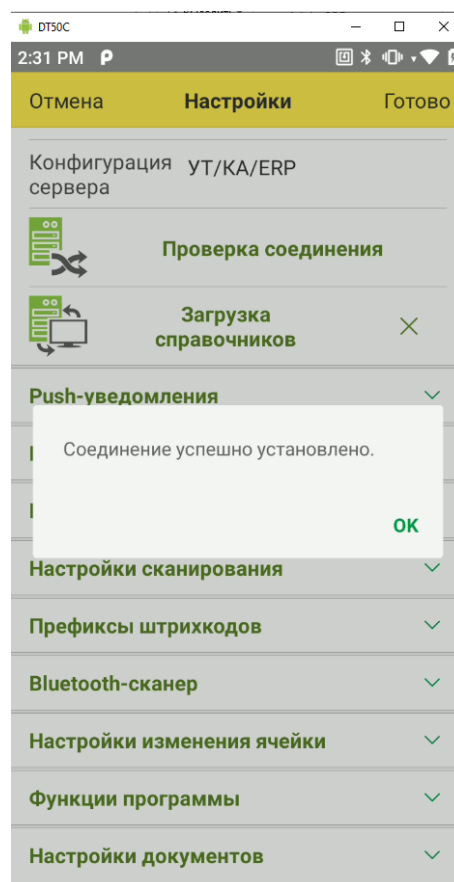 DT50C
2:31 PM
Отмена Настройки Готово
Конфигурация
сервера
УТ/КА/ERP
Проверка соединения
Загрузка
справочников
Push-уведомления
Соединение успешно установлено.
OK
Настройки сканирования
Префиксы штрихкодов
Bluetooth-сканер
Настройки изменения ячейки
Функции программы
Настройки документов